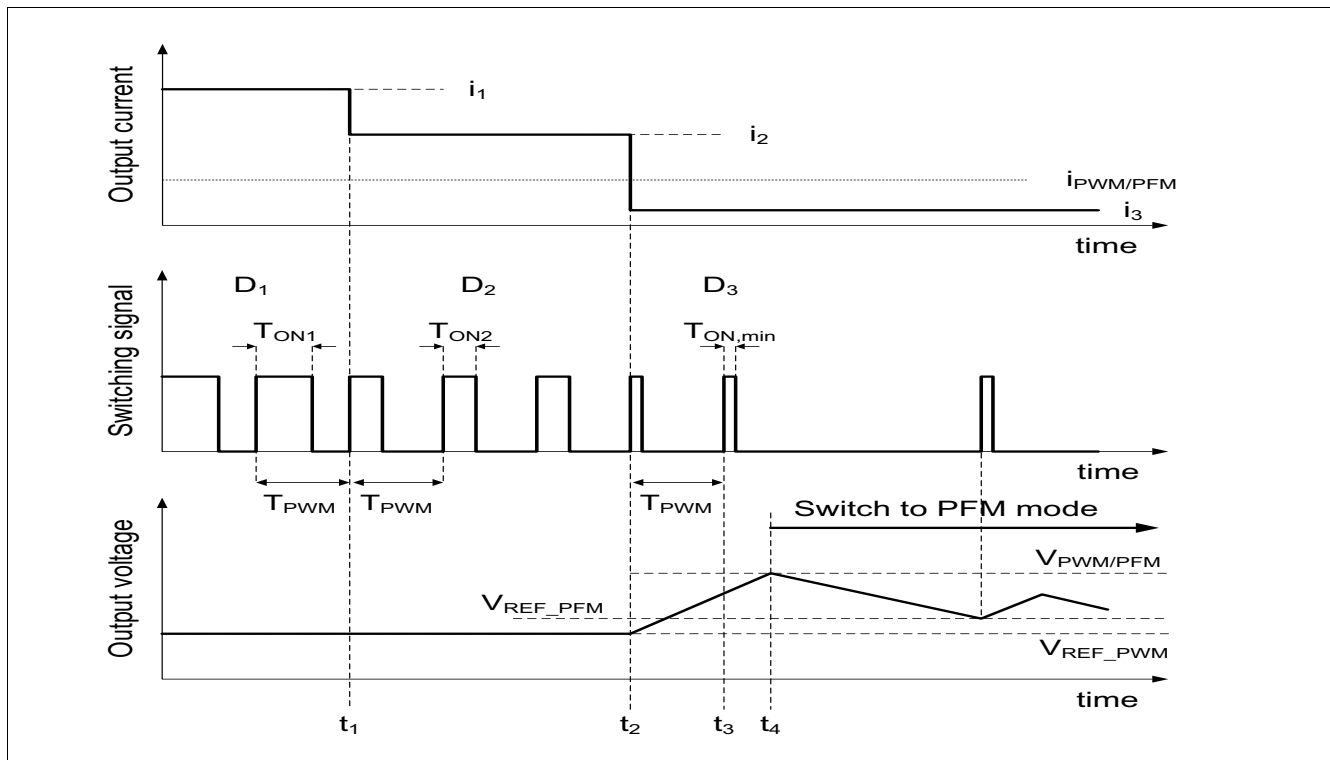 Output current
i₁
i₂
iPWM/PFM
i₃
time
Switching signal
D₁ D₂ D₃
TON1 TON2 TON,min
time
TPWM TPWM TPWM
Output voltage
Switch to PFM mode
VPWM/PFM
VREF_PFM
VREF_PWM
time
t₁ t₂ t₃ t₄